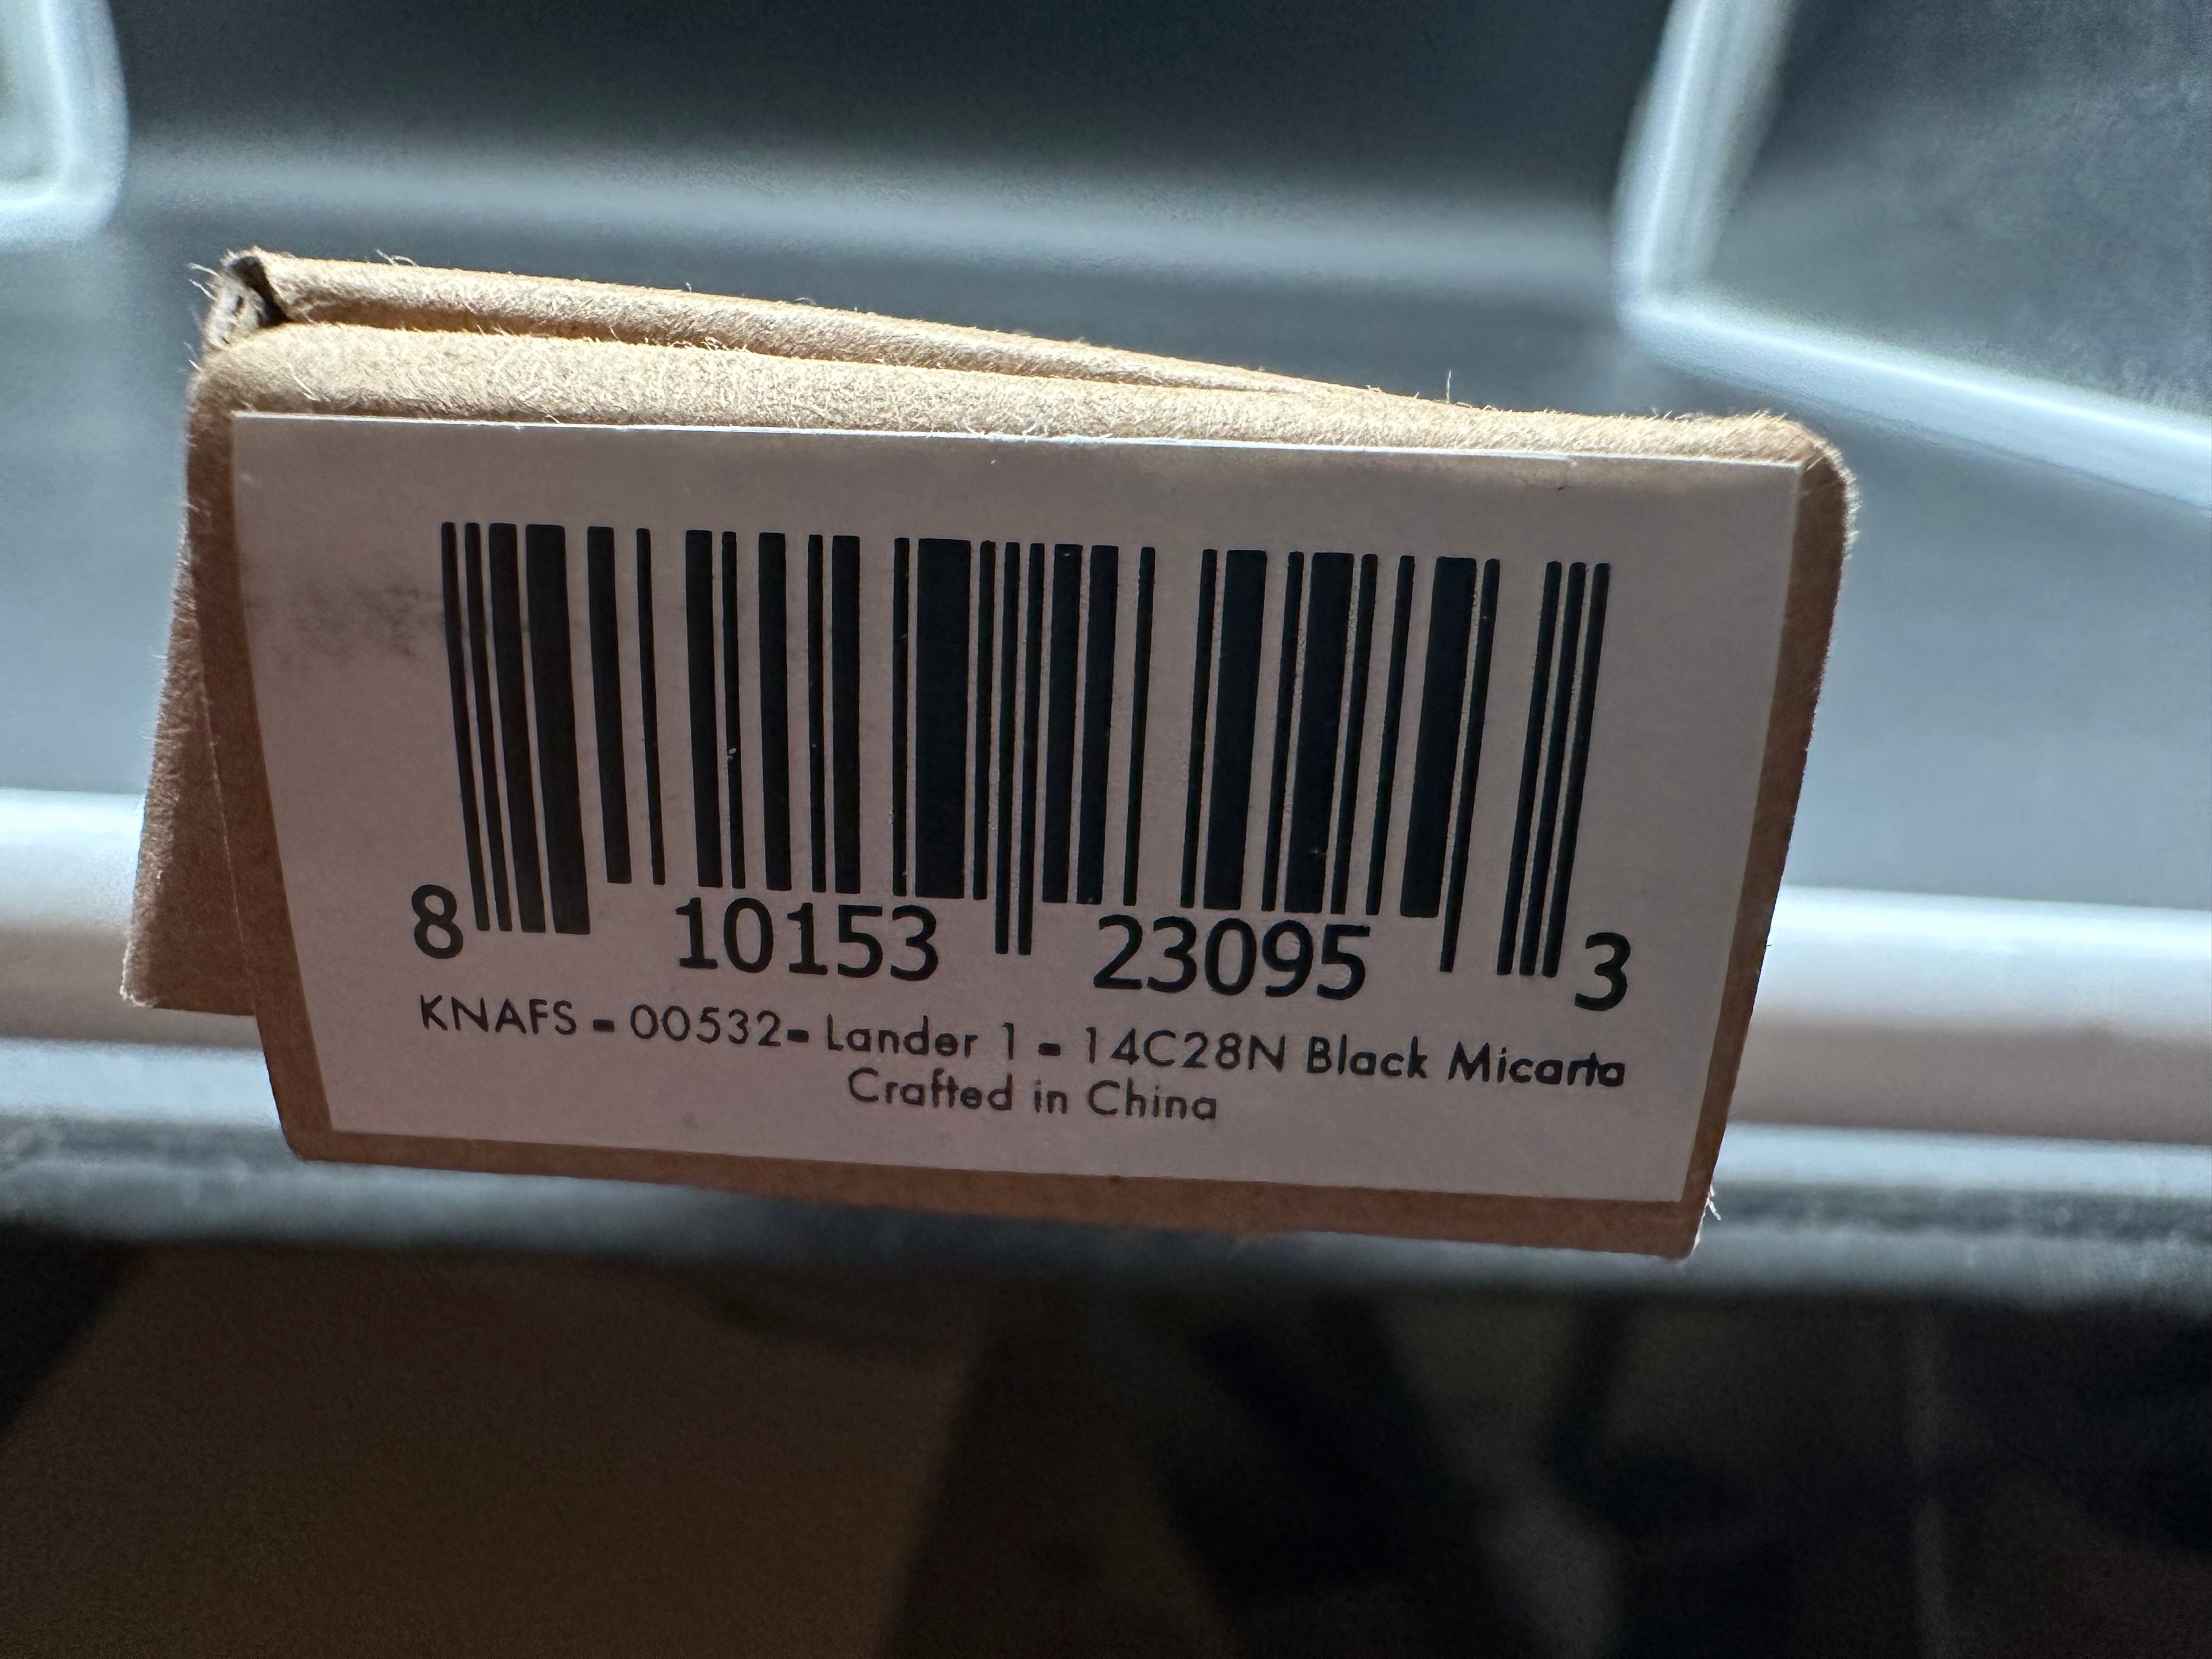 8 10153 23095 3
KNAFS - 00532- Lander 1 - 14C28N Black Micarta
Crafted in China